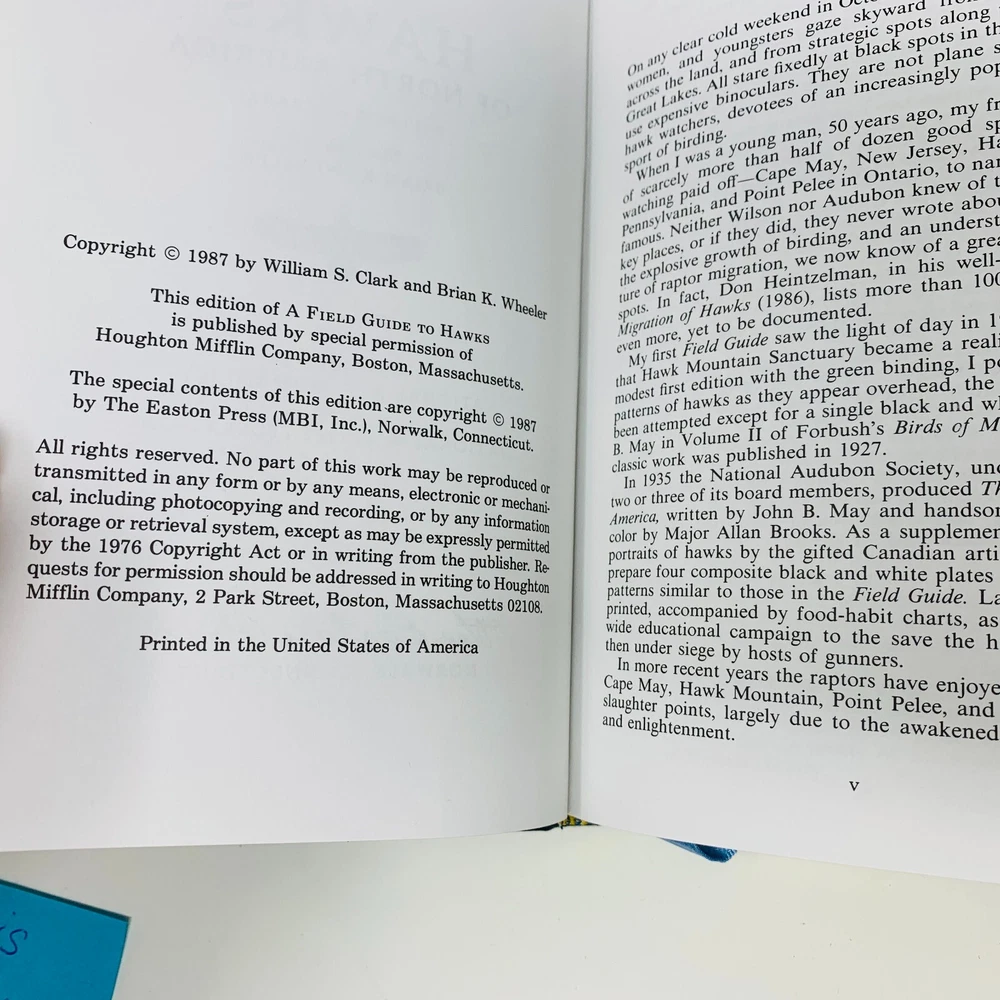 Copyright © 1987 by William S. Clark and Brian K. Wheeler
This edition of A FIELD GUIDE TO HAWKS
is published by special permission of
Houghton Mifflin Company, Boston, Massachusetts.
The special contents of this edition are copyright © 1987
by The Easton Press (MBI, Inc.), Norwalk, Connecticut.
All rights reserved. No part of this work may be reproduced or
transmitted in any form or by any means, electronic or mechani-
cal, including photocopying and recording, or by any information
storage or retrieval system, except as may be expressly permitted
by the 1976 Copyright Act or in writing from the publisher. Re-
quests for permission should be addressed in writing to Houghton
Mifflin Company, 2 Park Street, Boston, Massachusetts 02108.
Printed in the United States of America
On any clear cold weekend in
women, and youngsters gaze skyward
across the land, and from strategic spots along
Great Lakes. All stare fixedly at black spots in
use expensive binoculars. They are not plane
hawk watchers, devotees of an increasingly
sport of birding.
When I was a young man, 50 years ago, my
of scarcely more than half of dozen good
watching paid off—Cape May, New Jersey,
Pennsylvania, and Point Pelee in Ontario, to
famous. Neither Wilson nor Audubon knew of
key places, or if they did, they never wrote
the explosive growth of birding, and an
ture of raptor migration, we now know of a
spots. In fact, Don Heintzelman, in his well-
Migration of Hawks (1986), lists more than 100
even more, yet to be documented.
My first Field Guide saw the light of day in
that Hawk Mountain Sanctuary became a
modest first edition with the green binding, I
patterns of hawks as they appear overhead, the
been attempted except for a single black and
B. May in Volume II of Forbush's Birds of
classic work was published in 1927.
In 1935 the National Audubon Society,
two or three of its board members, produced
America, written by John B. May and
color by Major Allan Brooks. As a
portraits of hawks by the gifted Canadian
prepare four composite black and white plates
patterns similar to those in the Field Guide.
printed, accompanied by food-habit charts, as
wide educational campaign to the save the
then under siege by hosts of gunners.
In more recent years the raptors have
Cape May, Hawk Mountain, Point Pelee, and
slaughter points, largely due to the awakened
and enlightenment.
v